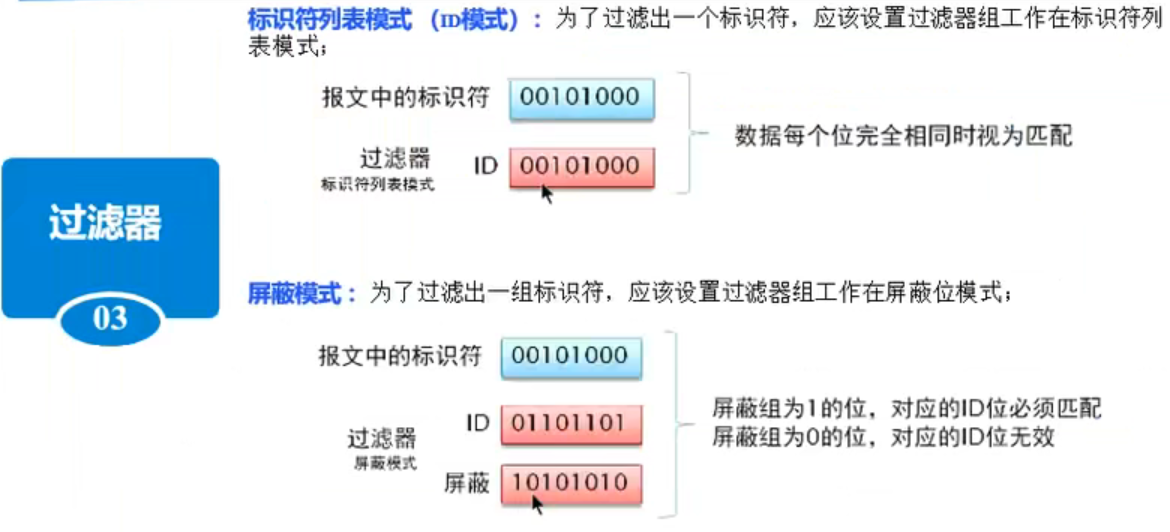 标识符列表模式 (ID模式) ：为了过滤出一个标识符，应该设置过滤器组工作在标识符列
表模式；
报文中的标识符 00101000
过滤器 ID 00101000
标识符列表模式
数据每个位完全相同时视为匹配
过滤器
03
屏蔽模式：为了过滤出一组标识符，应该设置过滤器组工作在屏蔽位模式；
报文中的标识符 00101000
ID 01101101
过滤器
屏蔽模式
屏蔽 10101010
屏蔽组为1的位，对应的ID位必须匹配
屏蔽组为0的位，对应的ID位无效